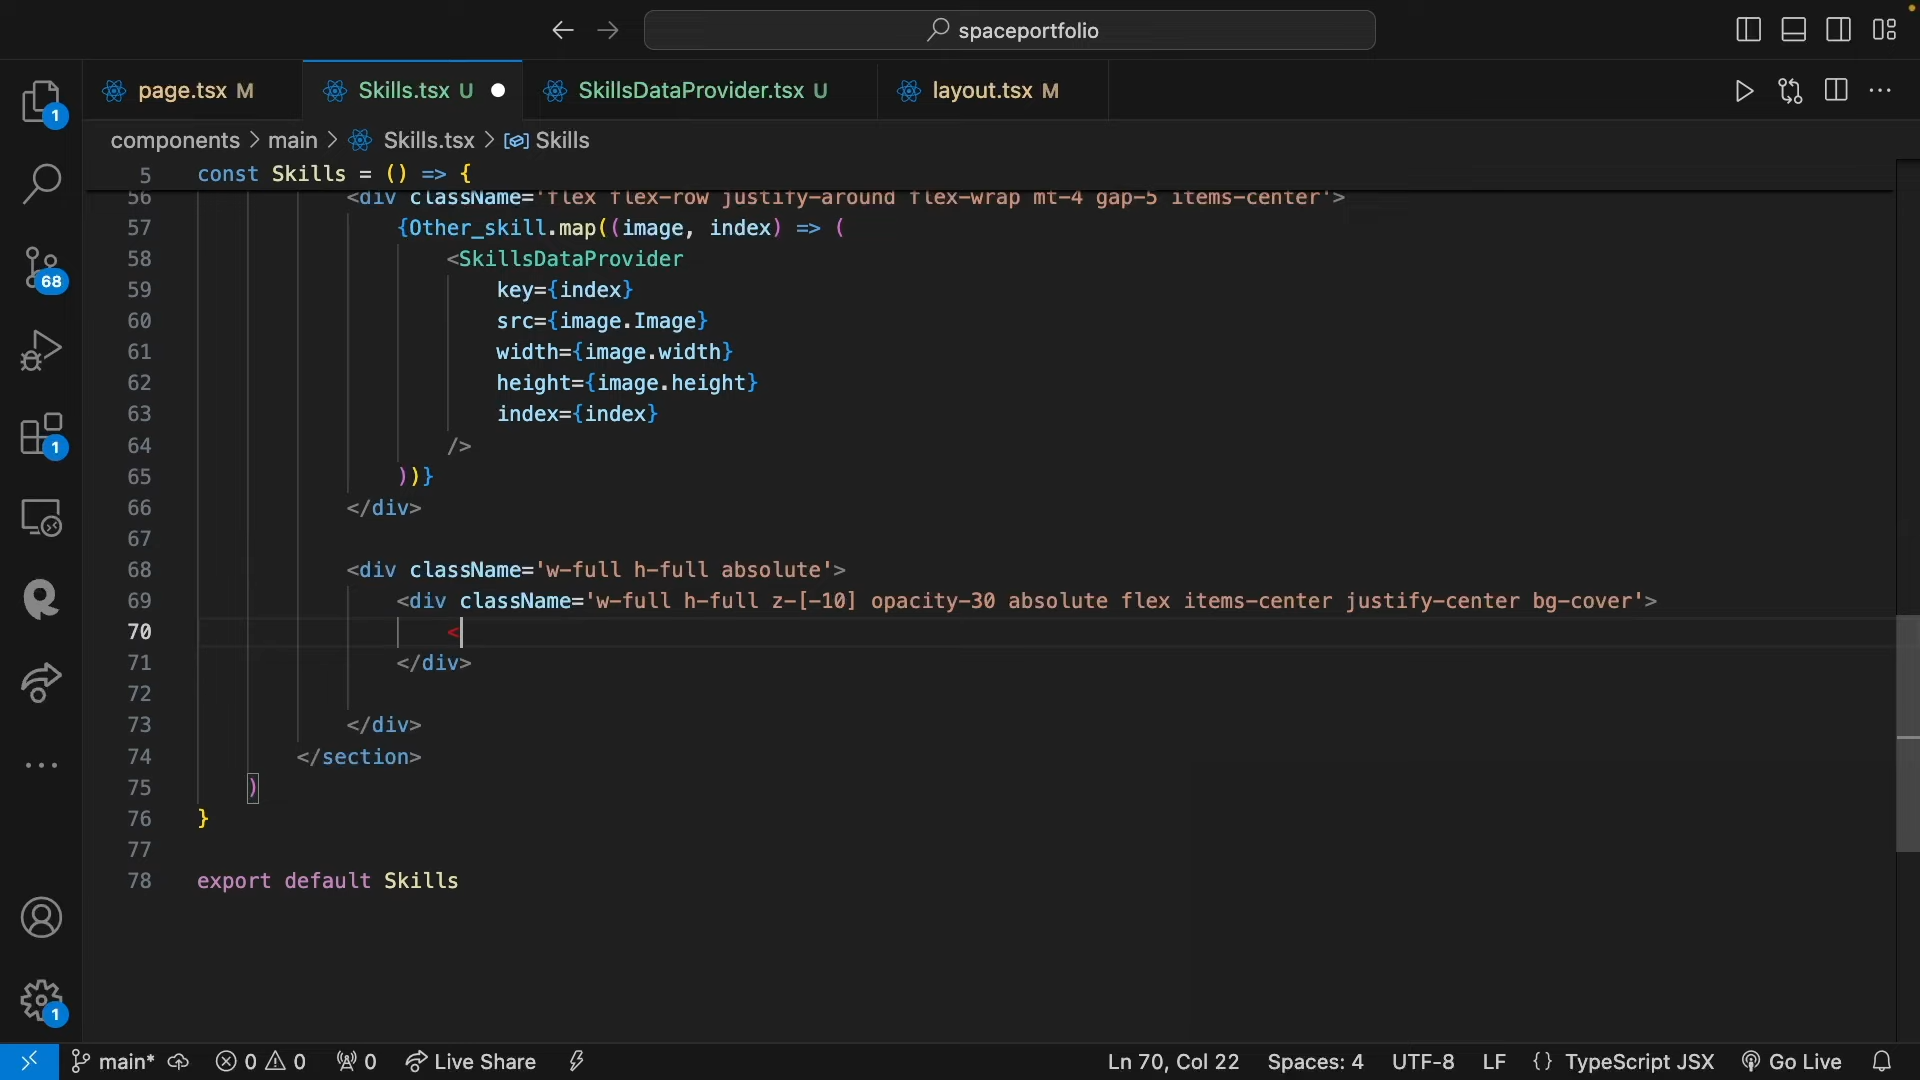 spaceportfolio
page.tsx M
Skills.tsx U
SkillsDataProvider.tsx U
layout.tsx M
components > main > Skills.tsx > Skills
5 const Skills = () => {
56 <div className='flex flex-row justify-around flex-wrap mt-4 gap-5 items-center'>
57 {Other_skill.map((image, index) => (
58 <SkillsDataProvider
59 key={index}
60 src={image.Image}
61 width={image.width}
62 height={image.height}
63 index={index}
64 />
65 ))}
66 </div>
67
68 <div className='w-full h-full absolute'>
69 <div className='w-full h-full z-[-10] opacity-30 absolute flex items-center justify-center bg-cover'>
70 <
71 </div>
72
73 </div>
74 </section>
75 )
76 }
77
78 export default Skills
1
68
1
1
main* 0 0 0 Live Share Ln 70, Col 22 Spaces: 4 UTF-8 LF {} TypeScript JSX Go Live